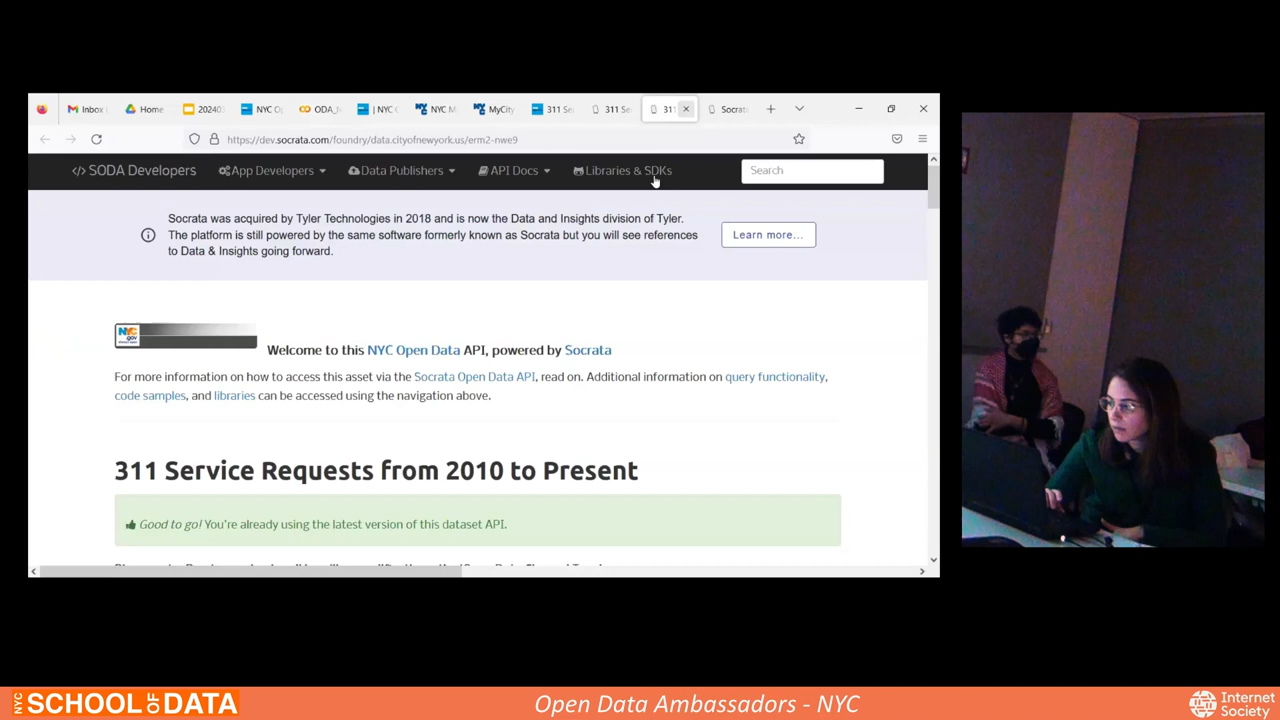 Inbox
Home
202403
NYC Op
ODA_N
| NYC O
NYC M
MyCity
311 Se
311 Se
311
Socrat
https://dev.socrata.com/foundry/data.cityofnewyork.us/erm2-nwe9
</> SODA Developers
App Developers
Data Publishers
API Docs
Libraries & SDKs
Search
Socrata was acquired by Tyler Technologies in 2018 and is now the Data and Insights division of Tyler.
The platform is still powered by the same software formerly known as Socrata but you will see references
to Data & Insights going forward.
Learn more...
NYC
gov
Welcome to this NYC Open Data API, powered by Socrata
For more information on how to access this asset via the Socrata Open Data API, read on. Additional information on query functionality,
code samples, and libraries can be accessed using the navigation above.
311 Service Requests from 2010 to Present
Good to go! You're already using the latest version of this dataset API.
NYC SCHOOL OF DATA
Open Data Ambassadors - NYC
Internet
Society